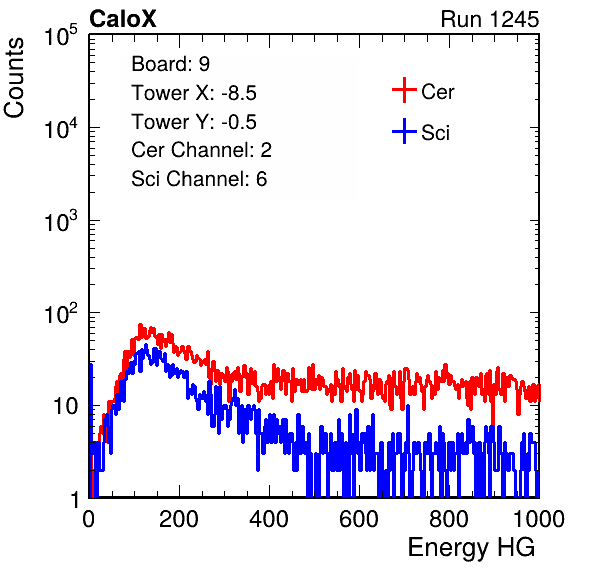 CaloX Run 1245
Counts
10^5
10^4
10^3
10^2
10
1
Board: 9
Tower X: -8.5
Tower Y: -0.5
Cer Channel: 2
Sci Channel: 6
Cer
Sci
0 200 400 600 800 1000
Energy HG